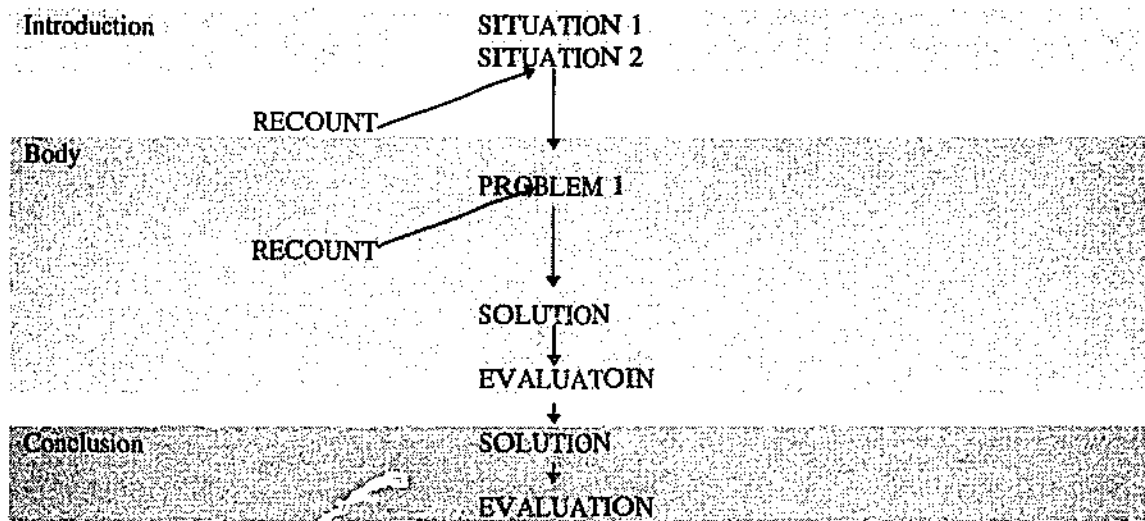 Introduction SITUATION 1
SITUATION 2
RECOUNT
Body
PROBLEM 1
RECOUNT
SOLUTION
EVALUATOIN
Conclusion SOLUTION
EVALUATION